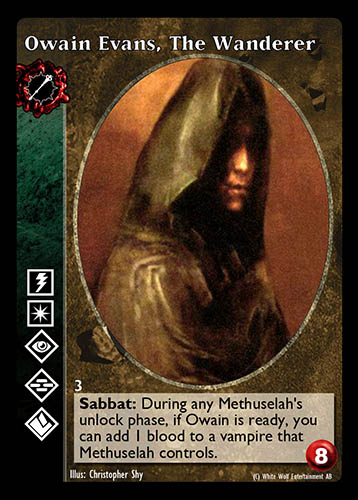 Owain Evans, The Wanderer
3
Sabbat: During any Methuselah's
unlock phase, if Owain is ready, you
can add 1 blood to a vampire that
Methuselah controls.
8
Illus: Christopher Shy
(C) White Wolf Entertainment AB